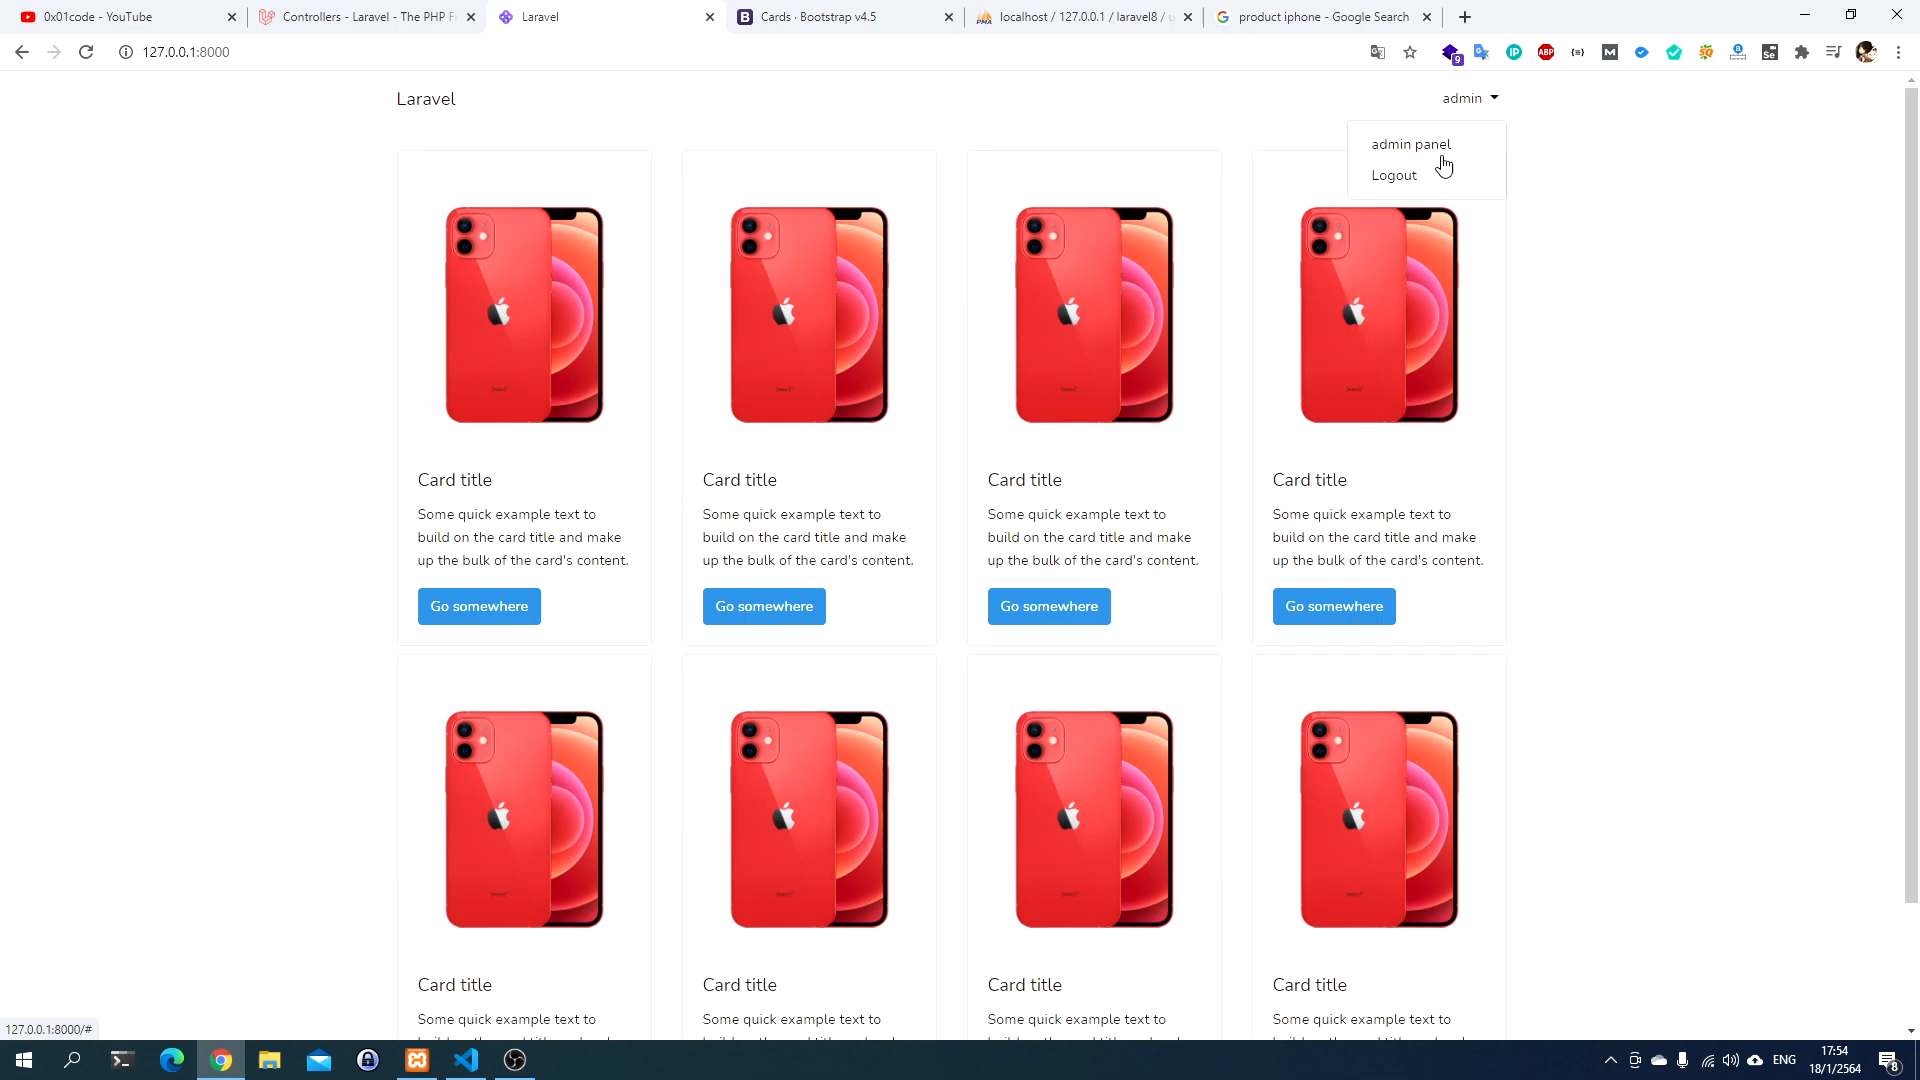 0x01code - YouTube
Controllers - Laravel - The PHP F
Laravel
Cards · Bootstrap v4.5
localhost / 127.0.0.1 / laravel8 / u
product iphone - Google Search
127.0.0.1:8000
Laravel
admin
admin panel
Logout
Card title
Card title
Card title
Card title
Some quick example text to
build on the card title and make
up the bulk of the card's content.
Some quick example text to
build on the card title and make
up the bulk of the card's content.
Some quick example text to
build on the card title and make
up the bulk of the card's content.
Some quick example text to
build on the card title and make
up the bulk of the card's content.
Go somewhere
Go somewhere
Go somewhere
Go somewhere
Card title
Card title
Card title
Card title
Some quick example text to
Some quick example text to
Some quick example text to
Some quick example text to
127.0.0.1:8000/#
ENG
17:54
18/1/2564
8